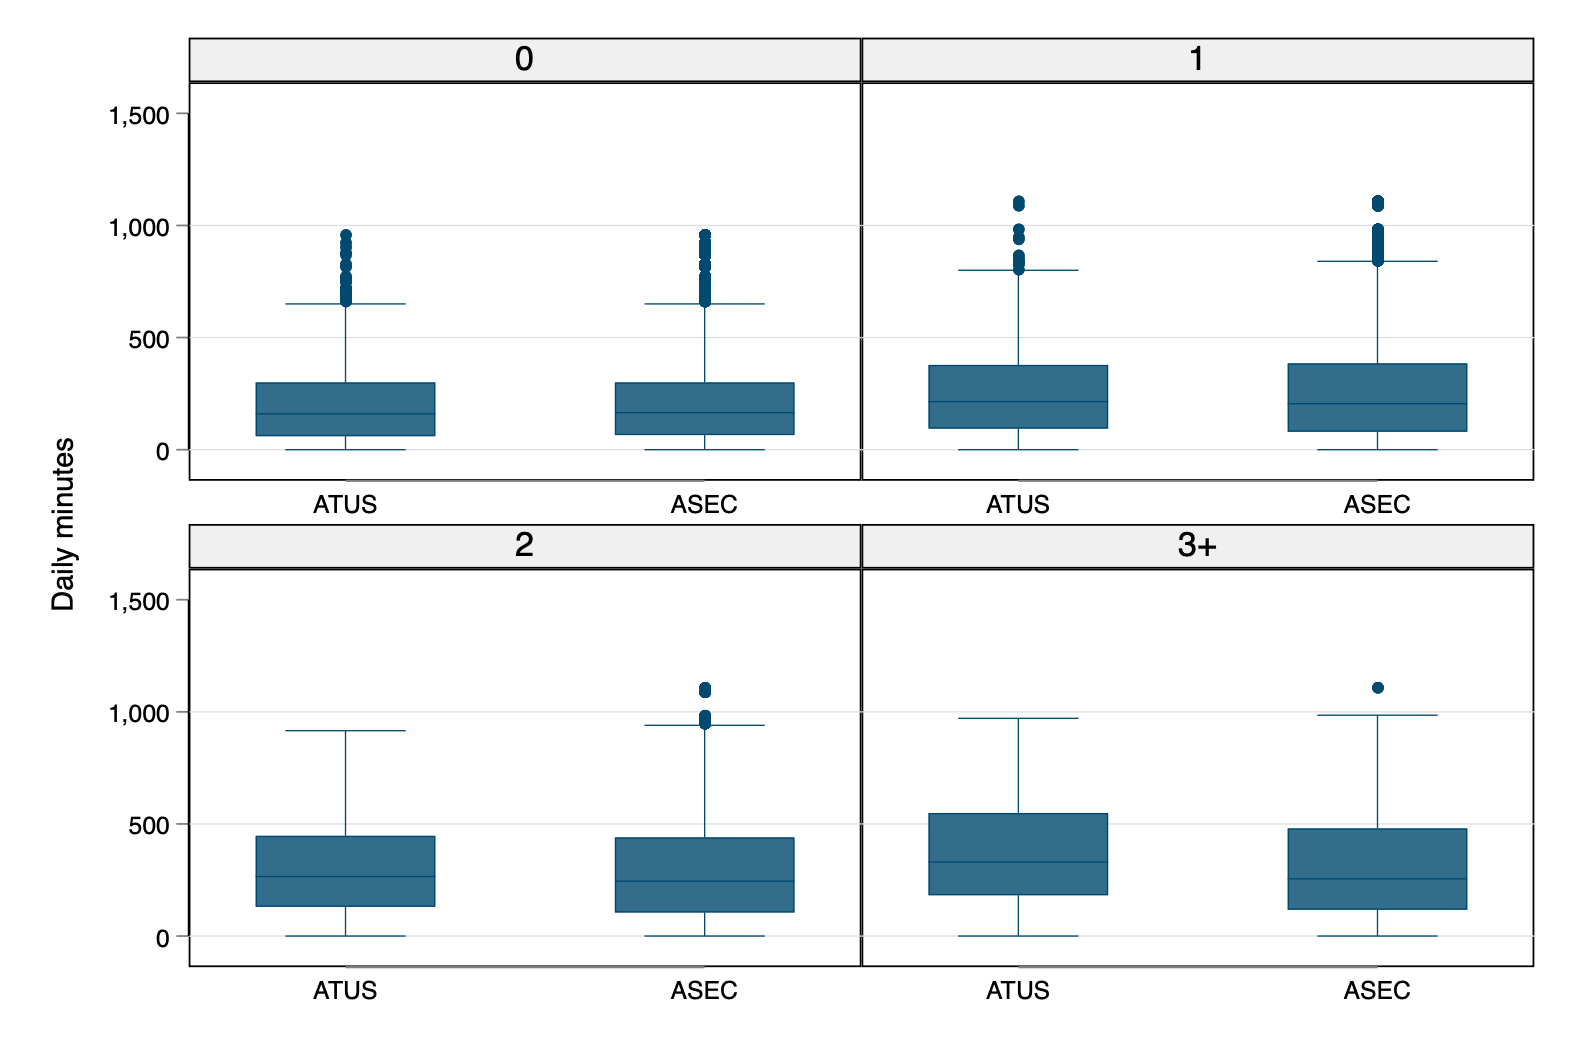 0
1
1,500
1,000
500
0
ATUS
ASEC
ATUS
ASEC
Daily minutes
2
3+
1,500
1,000
500
0
ATUS
ASEC
ATUS
ASEC